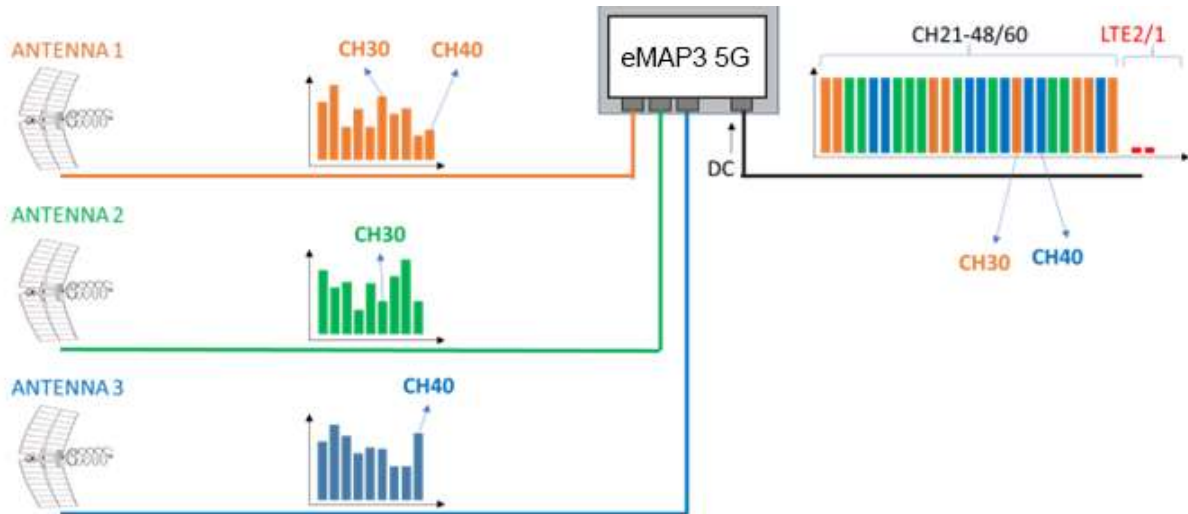 ANTENNA 1
CH30
CH40
eMAP3 5G
CH21-48/60
LTE2/1
DC
ANTENNA 2
CH30
CH30
CH40
ANTENNA 3
CH40